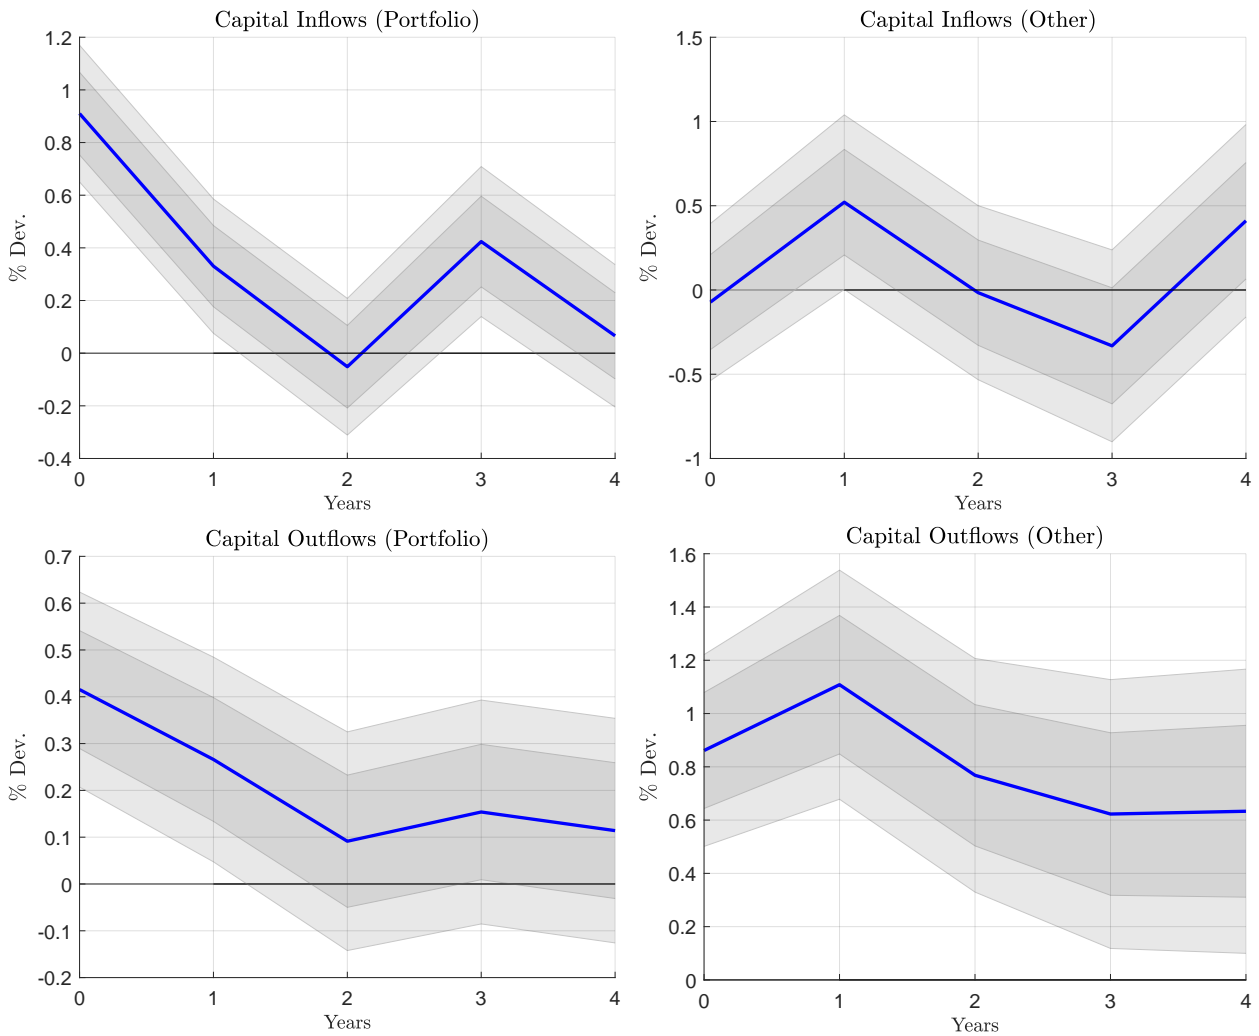 Capital Inflows (Portfolio)
1.2
1
0.8
0.6
0.4
0.2
0
-0.2
-0.4
% Dev.
0 1 2 3 4
Years
Capital Inflows (Other)
1.5
1
0.5
0
-0.5
-1
% Dev.
0 1 2 3 4
Years
Capital Outflows (Portfolio)
0.7
0.6
0.5
0.4
0.3
0.2
0.1
0
-0.1
-0.2
% Dev.
0 1 2 3 4
Years
Capital Outflows (Other)
1.6
1.4
1.2
1
0.8
0.6
0.4
0.2
0
% Dev.
0 1 2 3 4
Years